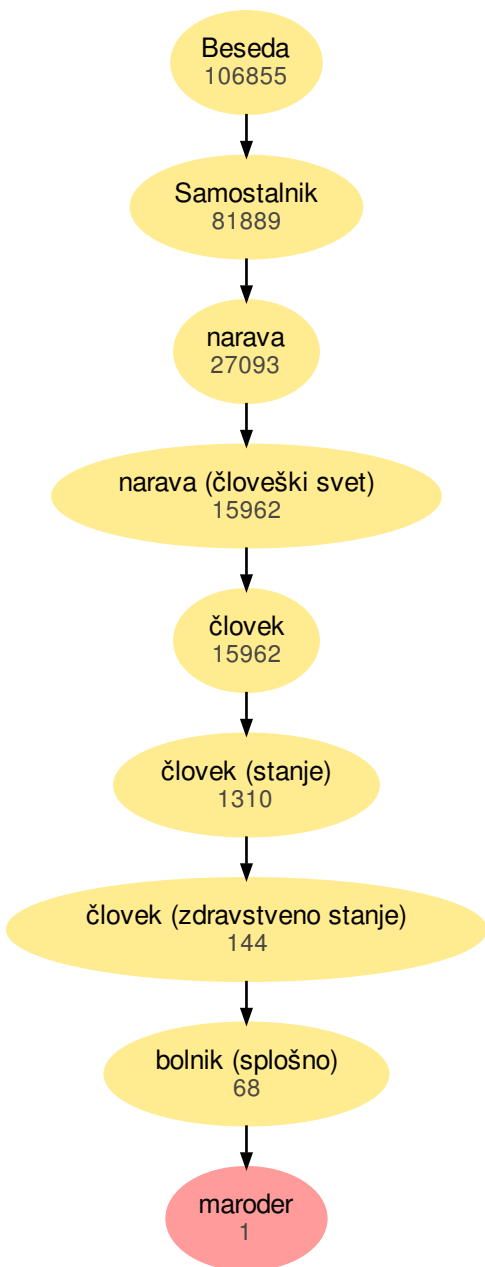 Beseda
106855
Samostalnik
81889
narava
27093
narava (človeški svet)
15962
človek
15962
človek (stanje)
1310
človek (zdravstveno stanje)
144
bolnik (splošno)
68
maroder
1